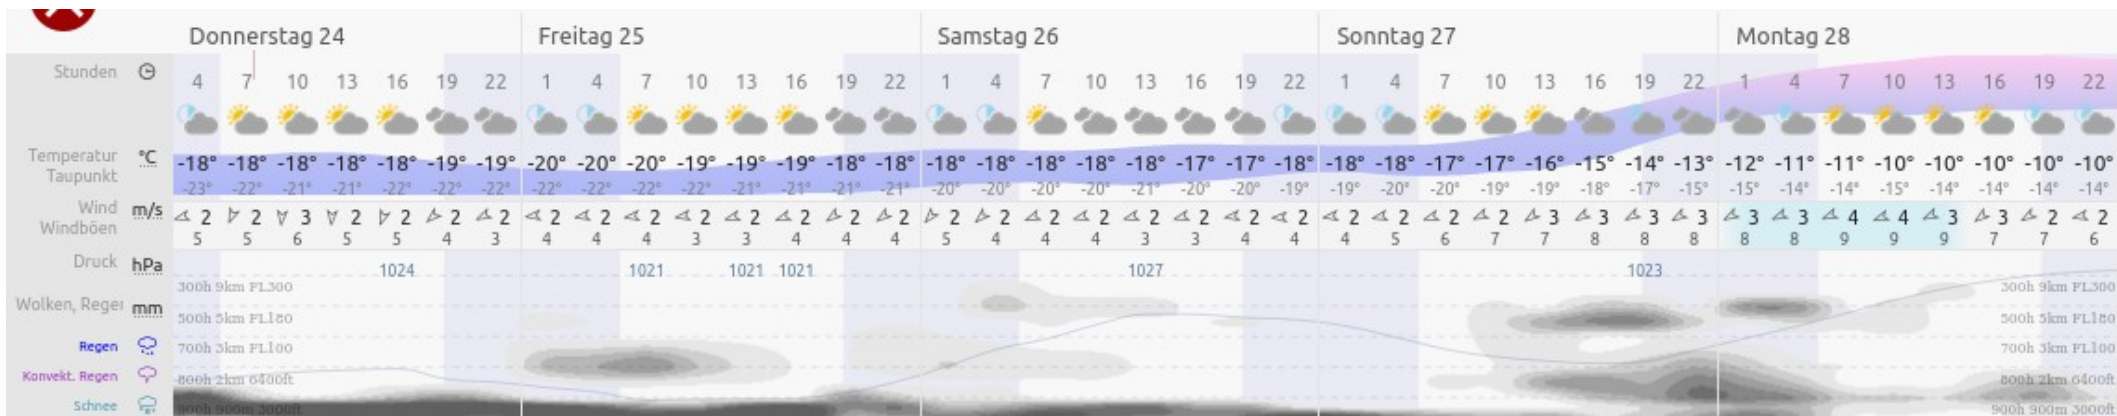 Donnerstag 24 Freitag 25 Samstag 26 Sonntag 27 Montag 28
Stunden 4 7 10 13 16 19 22 1 4 7 10 13 16 19 22 1 4 7 10 13 16 19 22 1 4 7 10 13 16 19 22 1 4 7 10 13 16 19 22
Temperatur °C -18° -18° -18° -18° -18° -19° -19° -20° -20° -20° -19° -19° -19° -18° -18° -18° -18° -18° -18° -18° -17° -17° -18° -18° -18° -17° -17° -16° -15° -14° -13° -12° -11° -11° -10° -10° -10° -10° -10°
Taupunkt -23° -22° -21° -21° -22° -22° -22° -22° -22° -22° -22° -21° -21° -21° -21° -20° -20° -20° -20° -21° -20° -20° -19° -19° -20° -20° -19° -19° -18° -17° -15° -15° -14° -14° -15° -14° -14° -14° -14°
Wind m/s 2 2 3 2 2 2 2 2 2 2 2 2 2 2 2 2 2 2 2 2 2 2 2 2 2 2 2 3 3 3 3 3 3 4 4 3 3 2 2
Windböen 5 5 6 5 5 4 3 4 4 4 3 3 4 4 4 5 4 4 4 3 3 4 4 4 5 6 7 7 8 8 8 8 8 9 9 9 7 7 6
Druck hPa 1024 1021 1021 1021 1027 1023
300h 9km FL300 300h 9km FL300
Wolken, Reger mm
500h 5km FL180 500h 5km FL180
Regen 700h 3km FL100 700h 3km FL100
Konvekt. Regen 800h 2km 6400ft 800h 2km 6400ft
Schnee 900h 900m 3000ft 900h 900m 3000ft